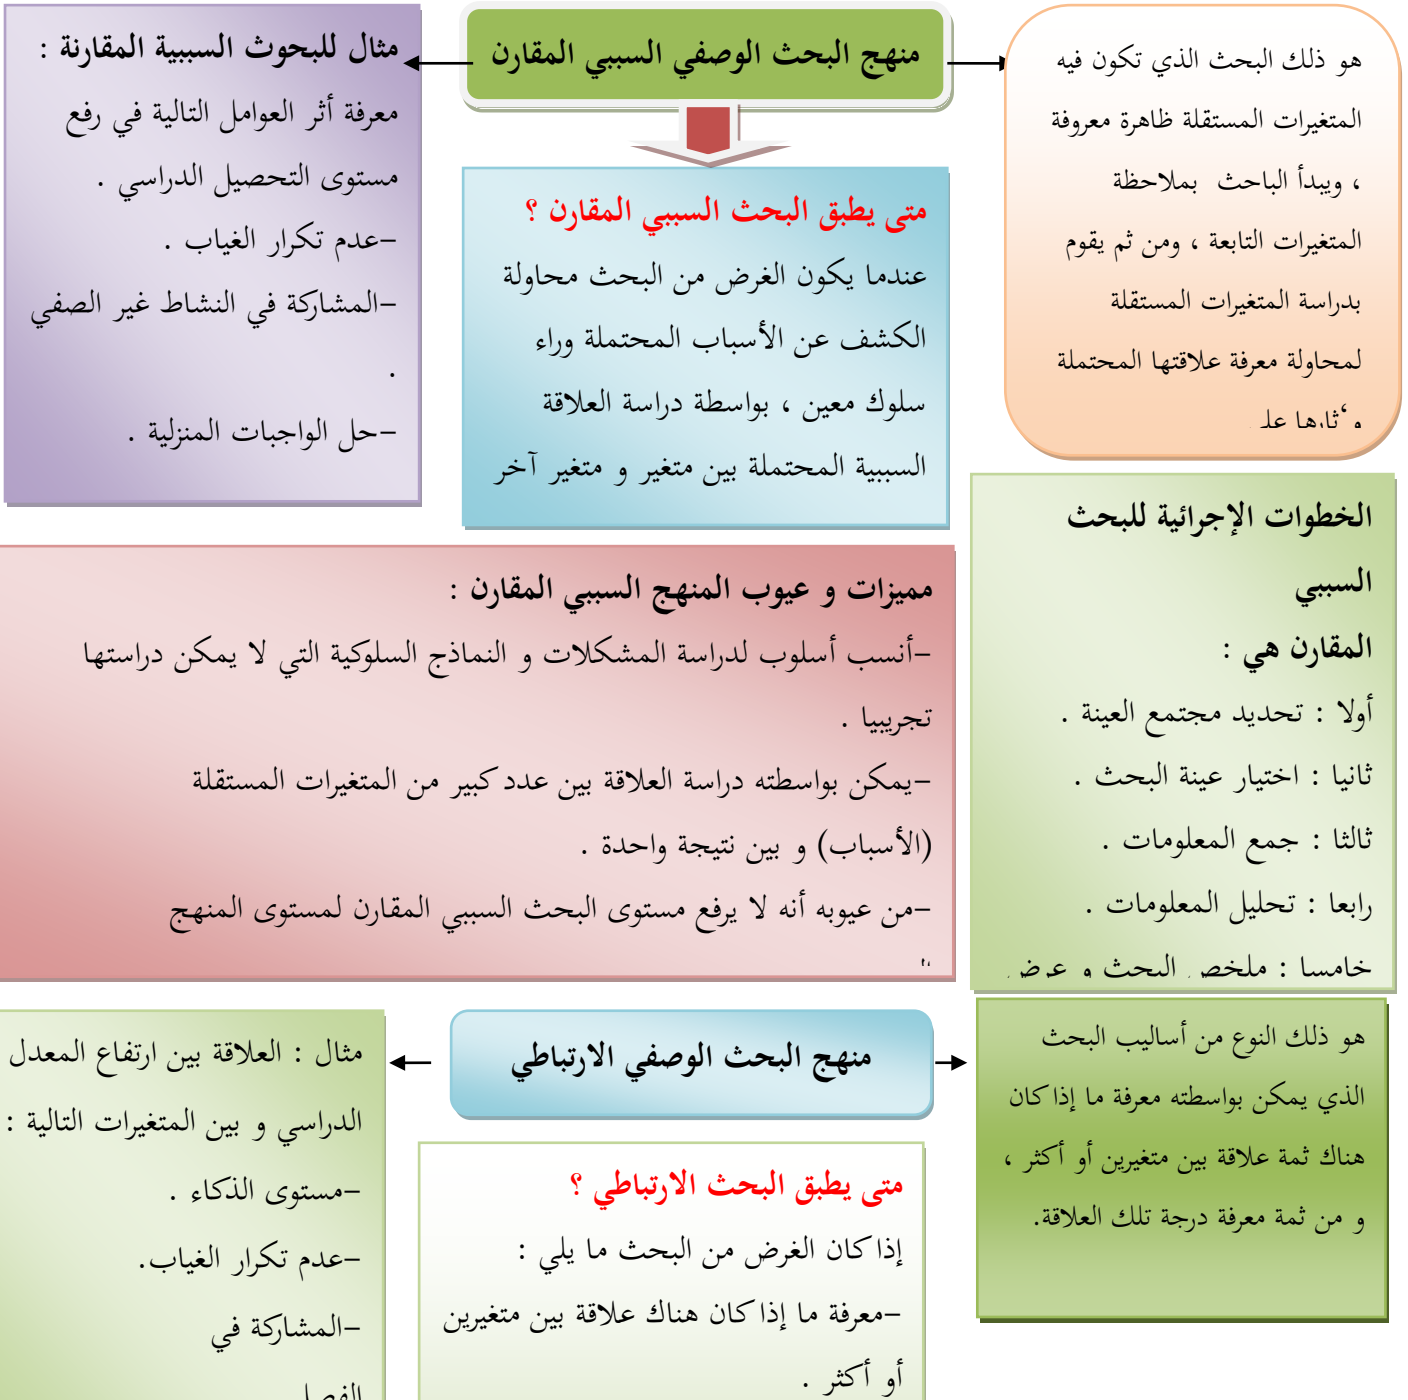 منهج البحث الوصفي السببي المقارن
هو ذلك البحث الذي تكون فيه
المتغيرات المستقلة ظاهرة معروفة
، ويبدأ الباحث بملاحظة
المتغيرات التابعة ، ومن ثم يقوم
بدراسة المتغيرات المستقلة
لمحاولة معرفة علاقتها المحتملة
متى يطبق البحث السببي المقارن ؟
عندما يكون الغرض من البحث محاولة
الكشف عن الأسباب المحتملة وراء
سلوك معين ، بواسطة دراسة العلاقة
السببية المحتملة بين متغير و متغير آخر
مثال للبحوث السببية المقارنة :
معرفة أثر العوامل التالية في رفع
مستوى التحصيل الدراسي .
-عدم تكرار الغياب .
-المشاركة في النشاط غير الصفي
.
-حل الواجبات المنزلية .
الخطوات الإجرائية للبحث
السببي
المقارن هي :
أولا : تحديد مجتمع العينة .
ثانيا : اختيار عينة البحث .
ثالثا : جمع المعلومات .
رابعا : تحليل المعلومات .
خامسا : ملخص البحث و عرض
مميزات و عيوب المنهج السببي المقارن :
-أنسب أسلوب لدراسة المشكلات و النماذج السلوكية التي لا يمكن دراستها
تجريبيا .
-يمكن بواسطته دراسة العلاقة بين عدد كبير من المتغيرات المستقلة
(الأسباب) و بين نتيجة واحدة .
-من عيوبه أنه لا يرفع مستوى البحث السببي المقارن لمستوى المنهج
منهج البحث الوصفي الارتباطي
هو ذلك النوع من أساليب البحث
الذي يمكن بواسطته معرفة ما إذا كان
هناك ثمة علاقة بين متغيرين أو أكثر ،
و من ثمة معرفة درجة تلك العلاقة.
متى يطبق البحث الارتباطي ؟
إذا كان الغرض من البحث ما يلي :
-معرفة ما إذا كان هناك علاقة بين متغيرين
أو أكثر .
مثال : العلاقة بين ارتفاع المعدل
الدراسي و بين المتغيرات التالية :
-مستوى الذكاء .
-عدم تكرار الغياب.
-المشاركة في